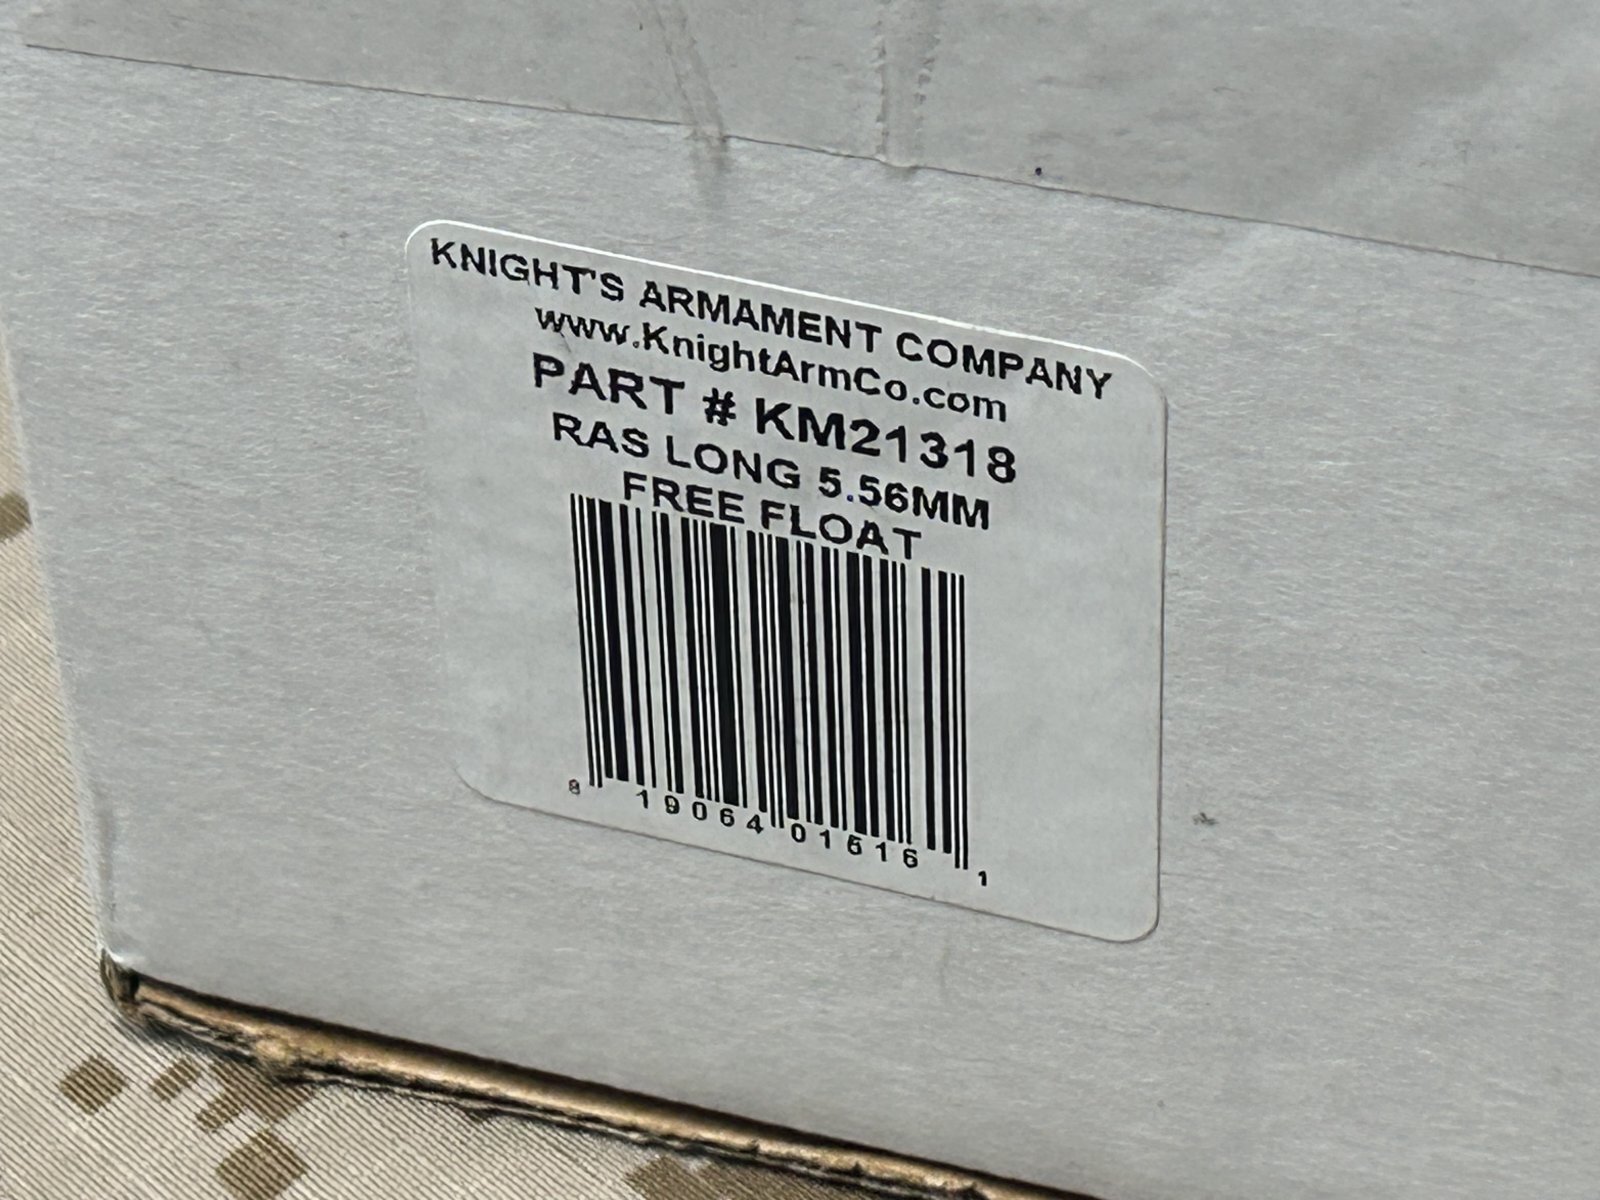 KNIGHT'S ARMAMENT COMPANY
www.KnightArmCo.com
PART # KM21318
RAS LONG 5.56MM
FREE FLOAT
8 19064 01616 1